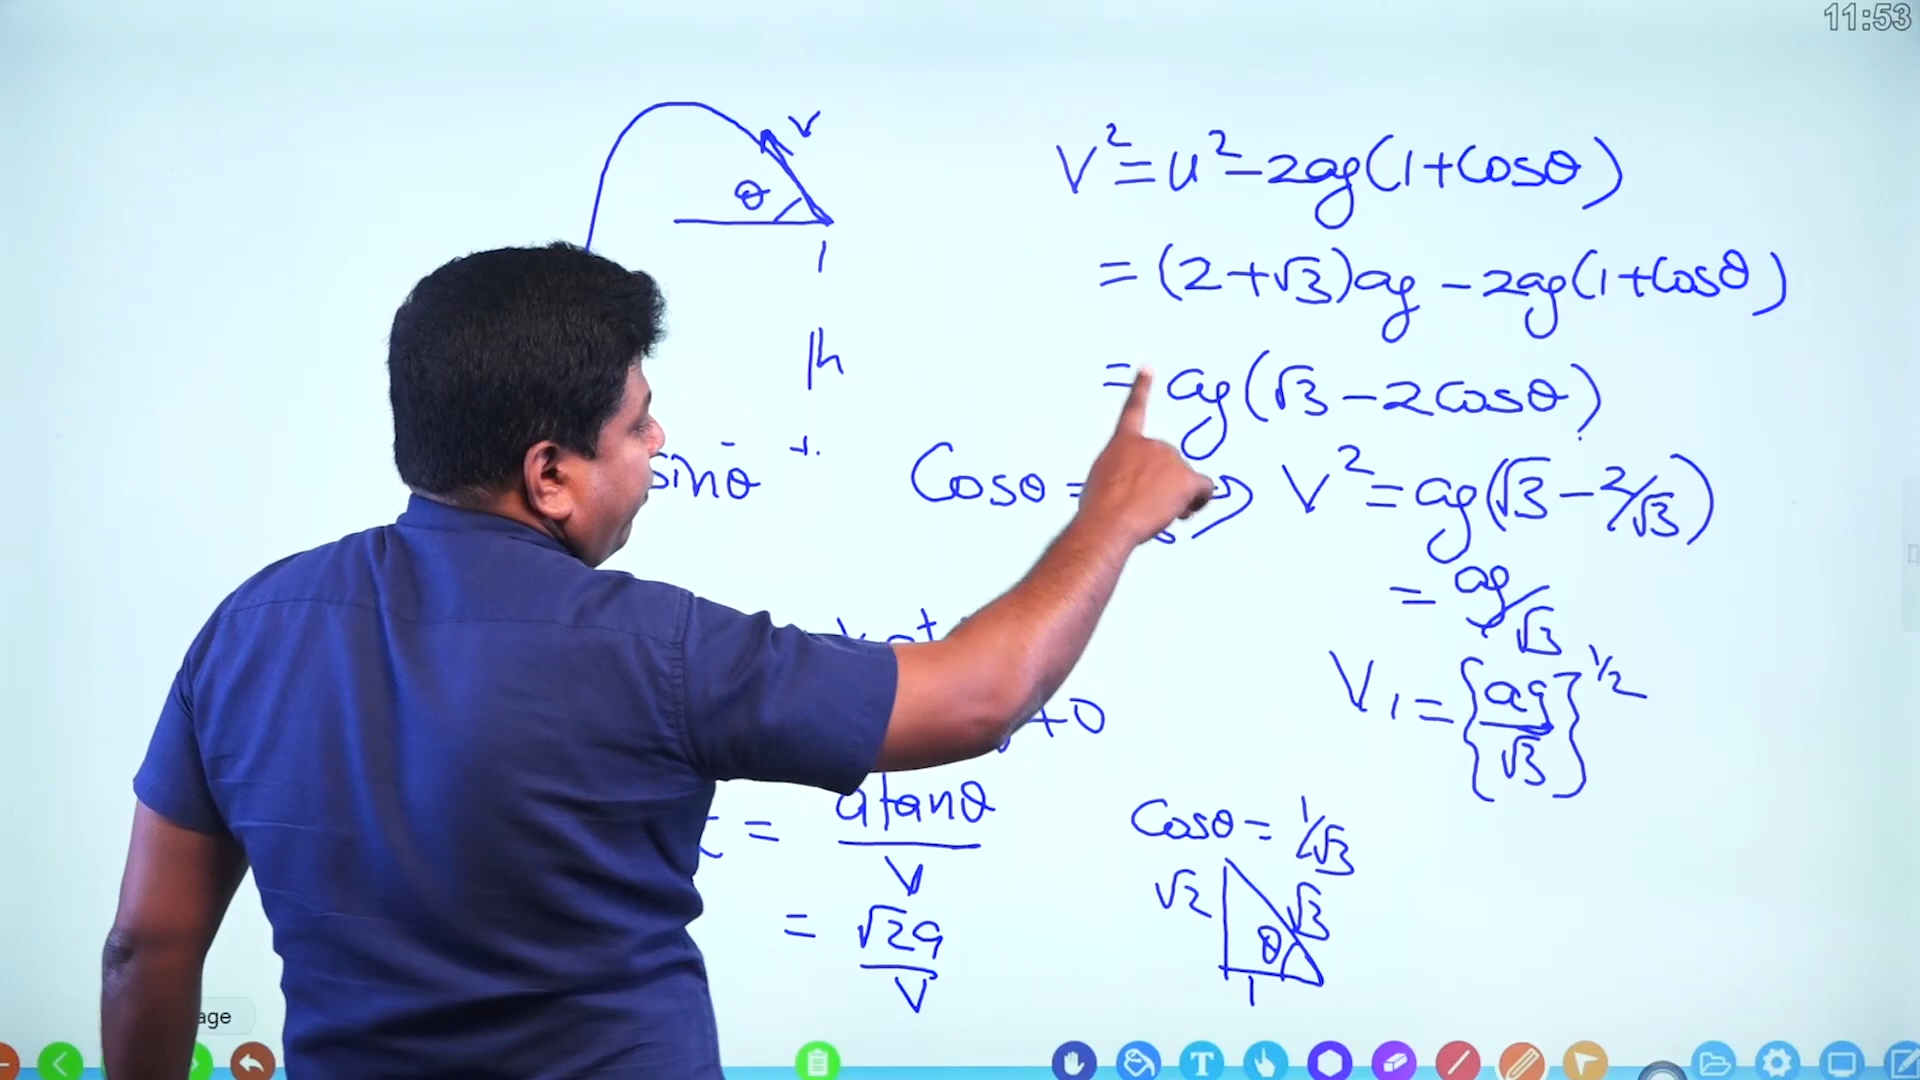 11:53
V
θ
h
sinθ
V² = u² - 2ag(1+Cosθ)
= (2+√3)ag - 2ag(1+Cosθ)
= ag(√3 - 2Cosθ)
Cosθ = ⇒ V² = ag(√3 - 2/√3)
= ag/√3
V₁ = {ag/√3}^1/2
+0
= atanθ/V
= √2a/V
Cosθ = 1/√3
√2
√3
θ
1
age
T